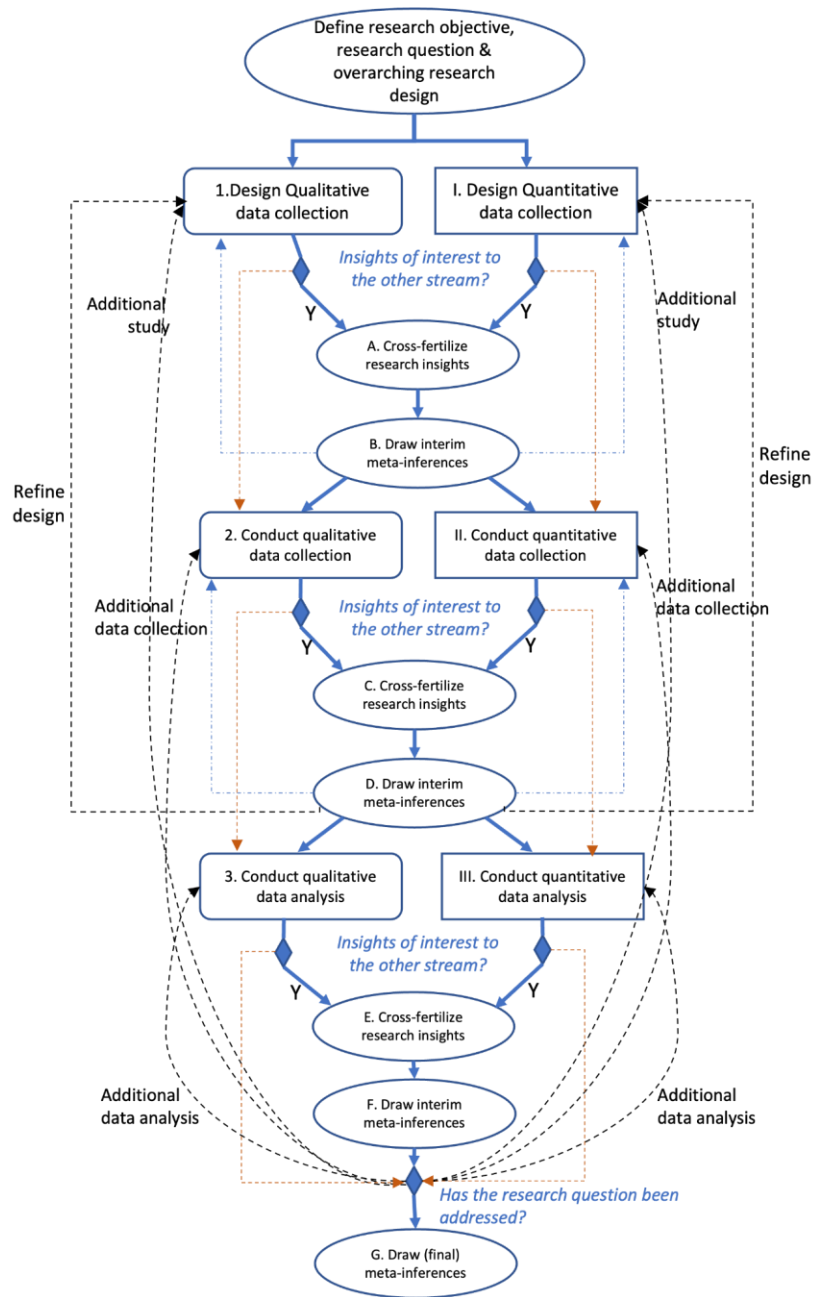 Define research objective,
research question &
overarching research
design
1.Design Qualitative
data collection
I. Design Quantitative
data collection
Insights of interest to
the other stream?
Y
Y
Additional
study
Additional
study
A. Cross-fertilize
research insights
B. Draw interim
meta-inferences
Refine
design
Refine
design
2. Conduct qualitative
data collection
II. Conduct quantitative
data collection
Additional
data collection
Additional
data collection
Insights of interest to
the other stream?
Y
Y
C. Cross-fertilize
research insights
D. Draw interim
meta-inferences
3. Conduct qualitative
data analysis
III. Conduct quantitative
data analysis
Insights of interest to
the other stream?
Y
Y
E. Cross-fertilize
research insights
Additional
data analysis
Additional
data analysis
F. Draw interim
meta-inferences
Has the research question been
addressed?
G. Draw (final)
meta-inferences